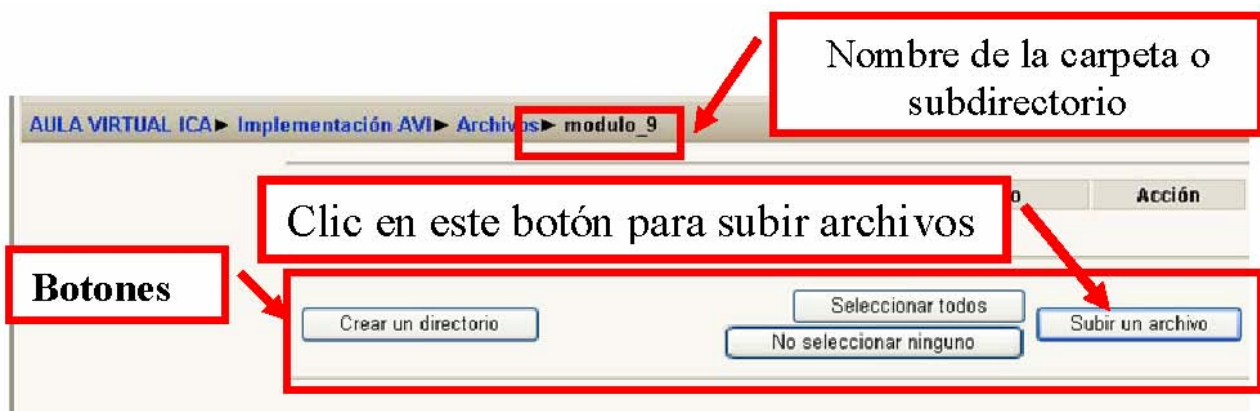 Nombre de la carpeta o
subdirectorio
AULA VIRTUAL ICA► Implementación AVI► Archivos► modulo_9
Acción
Clic en este botón para subir archivos
Botones
Crear un directorio
Seleccionar todos
No seleccionar ninguno
Subir un archivo